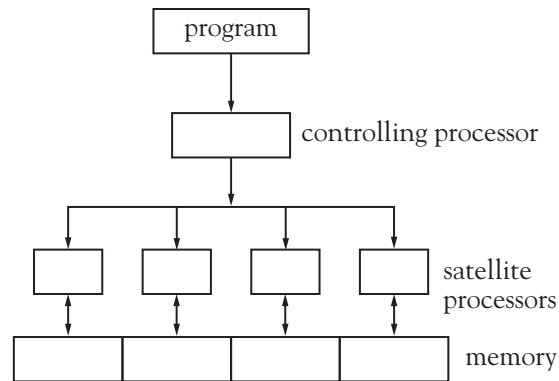 program
controlling processor
satellite
processors
memory